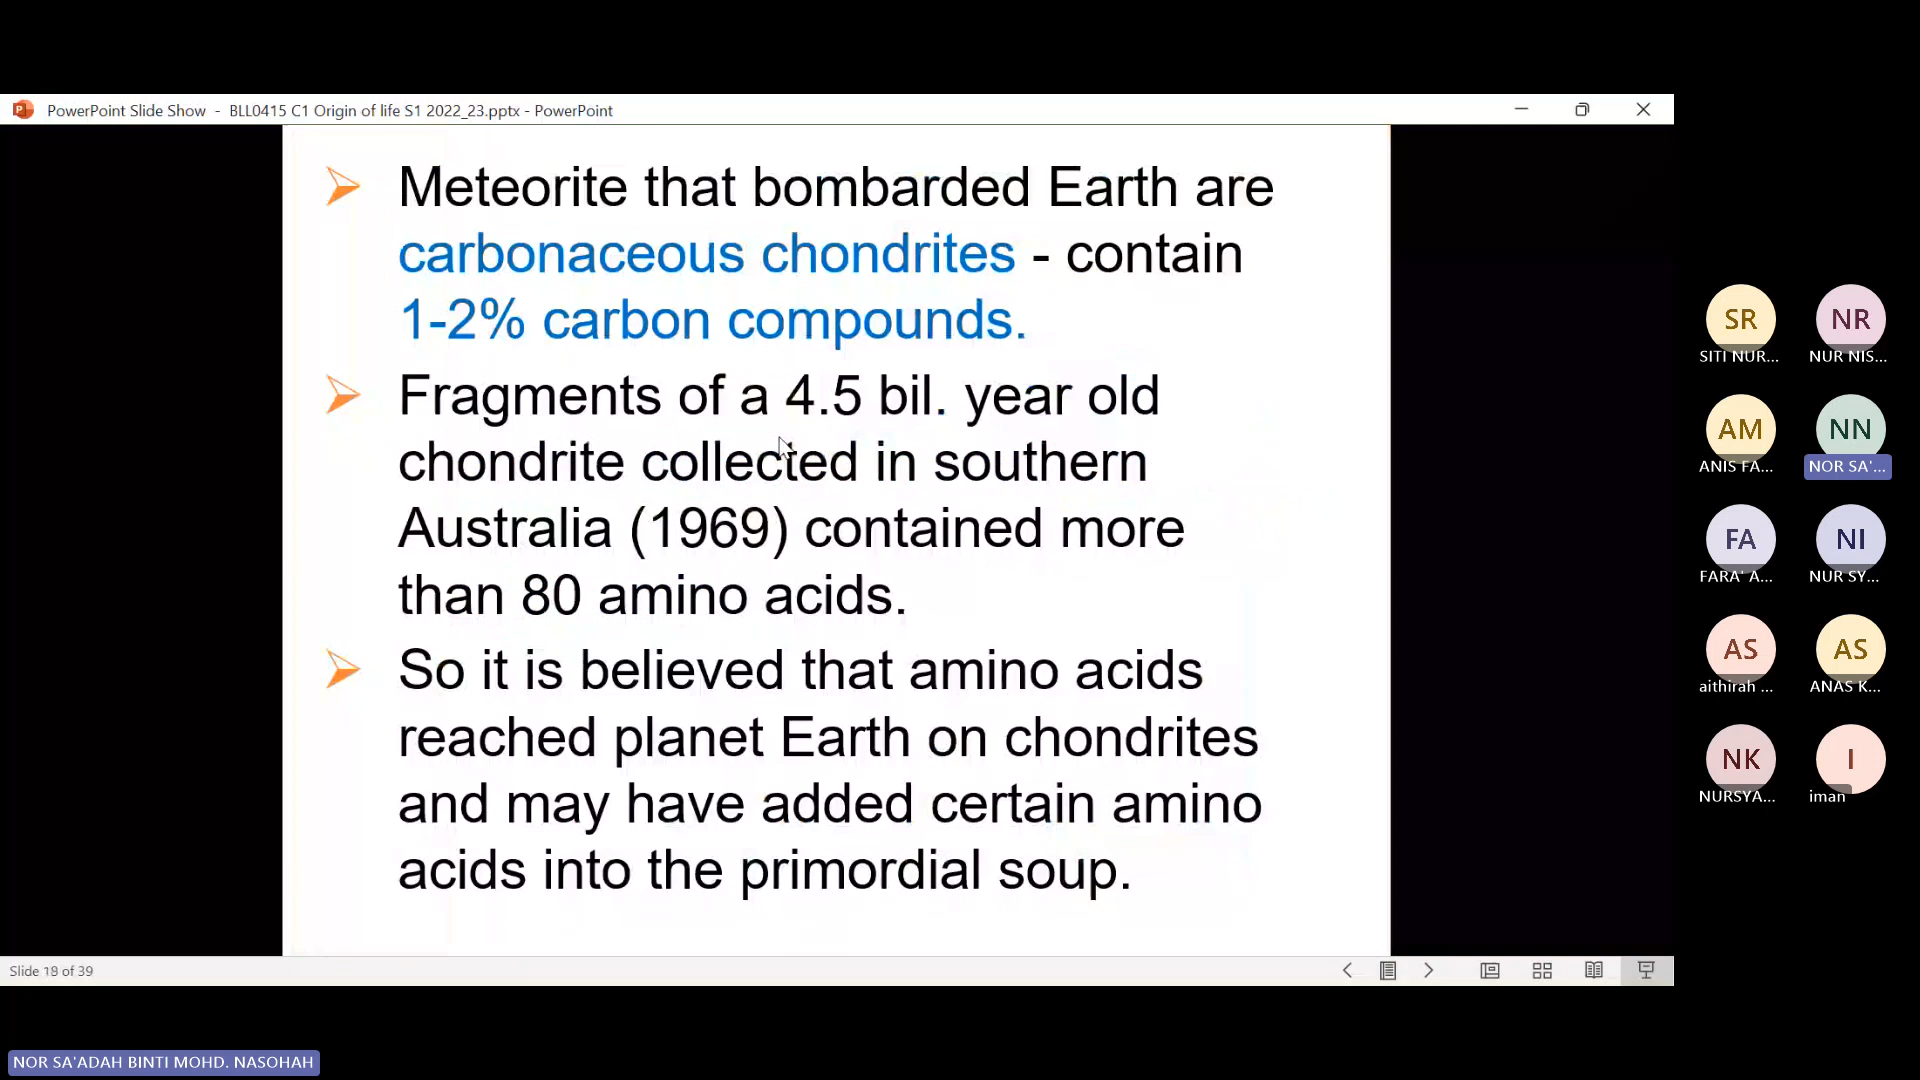 PowerPoint Slide Show - BLL0415 C1 Origin of life S1 2022_23.pptx - PowerPoint
Meteorite that bombarded Earth are
carbonaceous chondrites - contain
1-2% carbon compounds.
Fragments of a 4.5 bil. year old
chondrite collected in southern
Australia (1969) contained more
than 80 amino acids.
So it is believed that amino acids
reached planet Earth on chondrites
and may have added certain amino
acids into the primordial soup.
Slide 18 of 39
SR
SITI NUR...
NR
NUR NIS...
AM
ANIS FA...
NN
NOR SA'...
FA
FARA' A...
NI
NUR SY...
AS
aithirah ...
AS
ANAS K...
NK
NURSYA...
I
iman
NOR SA'ADAH BINTI MOHD. NASOHAH